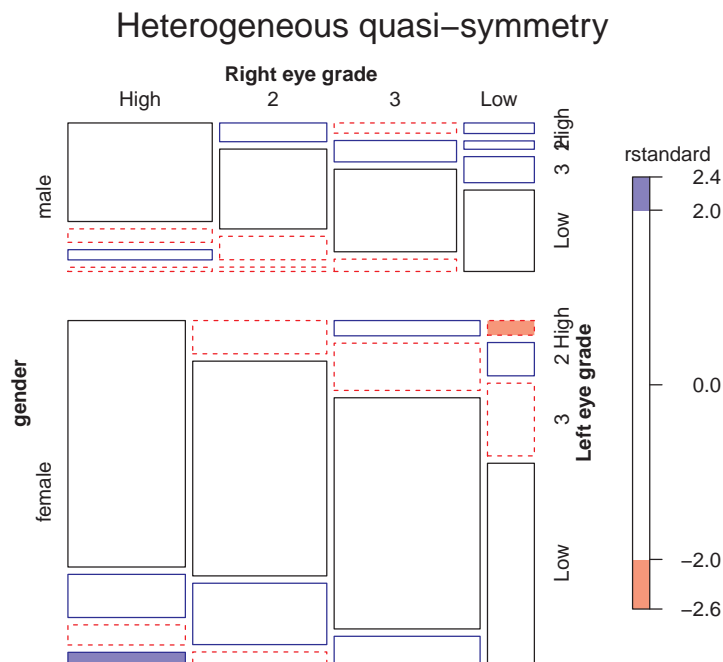 Heterogeneous quasi−symmetry
Right eye grade
High 2 3 Low
male
female
gender
High
2
3
Low
2 High
3
Low
Left eye grade
rstandard
2.4
2.0
0.0
−2.0
−2.6